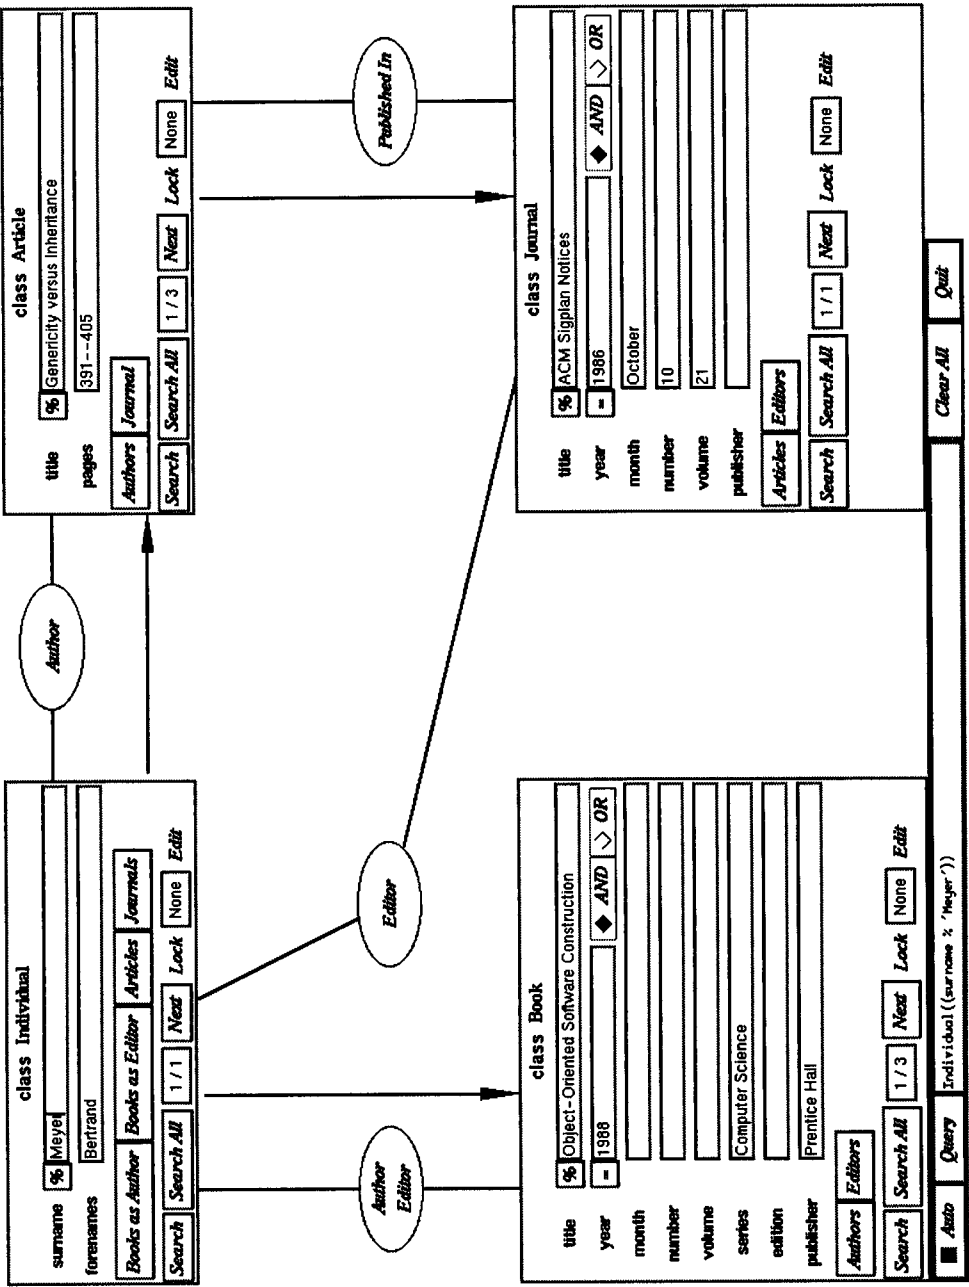 class Individual
surname % Meyer
forenames Bertrand
Books as Author Books as Editor Articles Journals
Search Search All 1 / 1 Next Lock None Edit
Author
class Article
title % Genericity versus Inheritance
pages 391--405
Authors Journal
Search Search All 1 / 3 Next Lock None Edit
Author
Editor
Editor
Published In
class Book
title % Object-Oriented Software Construction
year = 1988 ◆ AND ◇ OR
month
number
volume
series Computer Science
edition
publisher Prentice Hall
Authors Editors
Search Search All 1 / 3 Next Lock None Edit
class Journal
title % ACM Sigplan Notices
year = 1986 ◆ AND ◇ OR
month October
number 10
volume 21
publisher
Articles Editors
Search Search All 1 / 1 Next Lock None Edit
Auto Query Individual((surname % 'Meyer')) Clear All Quit